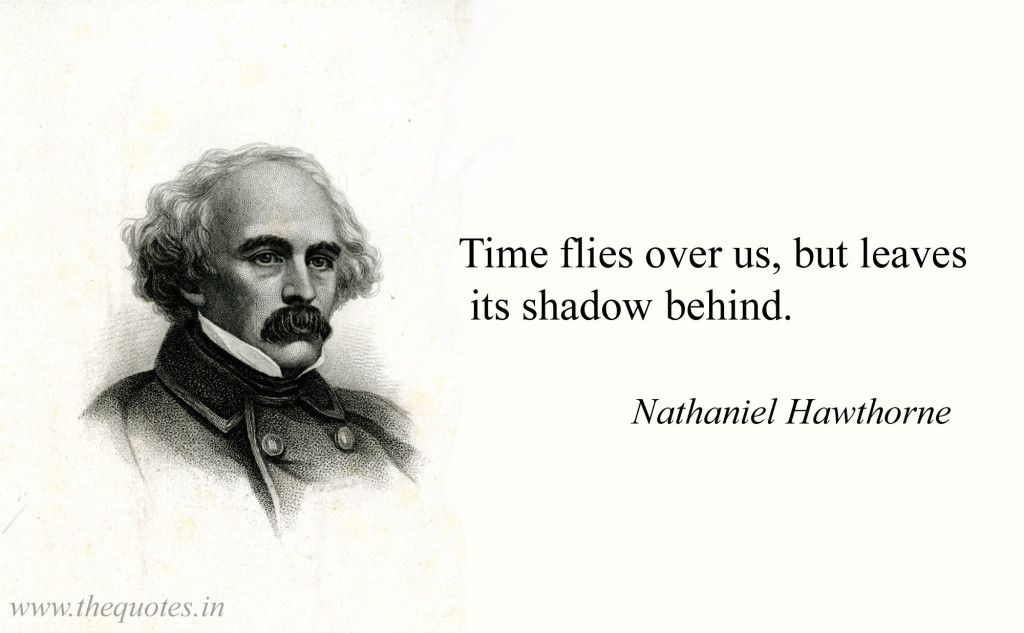 Time flies over us, but leaves
its shadow behind.
Nathaniel Hawthorne
www.thequotes.in